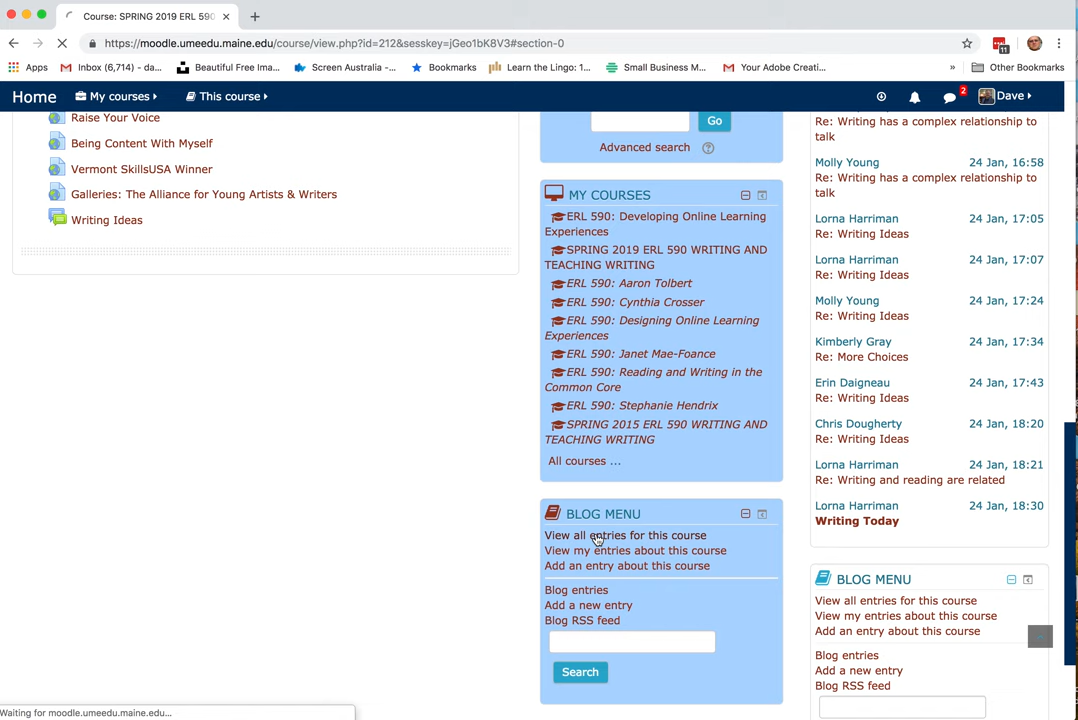 Course: SPRING 2019 ERL 590
https://moodle.umeedu.maine.edu/course/view.php?id=212&sesskey=jGeo1bK8V3#section-0
11
Apps
Inbox (6,714) - da...
Beautiful Free Ima...
Screen Australia -...
Bookmarks
Learn the Lingo: 1...
Small Business M...
Your Adobe Creati...
»
Other Bookmarks
Home
My courses
This course
2
Dave
Raise Your Voice
Being Content With Myself
Vermont SkillsUSA Winner
Galleries: The Alliance for Young Artists & Writers
Writing Ideas
Go
Advanced search
?
MY COURSES
ERL 590: Developing Online Learning
Experiences
SPRING 2019 ERL 590 WRITING AND
TEACHING WRITING
ERL 590: Aaron Tolbert
ERL 590: Cynthia Crosser
ERL 590: Designing Online Learning
Experiences
ERL 590: Janet Mae-Foance
ERL 590: Reading and Writing in the
Common Core
ERL 590: Stephanie Hendrix
SPRING 2015 ERL 590 WRITING AND
TEACHING WRITING
All courses ...
BLOG MENU
View all entries for this course
View my entries about this course
Add an entry about this course
Blog entries
Add a new entry
Blog RSS feed
Search
Re: Writing has a complex relationship to
talk
Molly Young 24 Jan, 16:58
Re: Writing has a complex relationship to
talk
Lorna Harriman 24 Jan, 17:05
Re: Writing Ideas
Lorna Harriman 24 Jan, 17:07
Re: Writing Ideas
Molly Young 24 Jan, 17:24
Re: Writing Ideas
Kimberly Gray 24 Jan, 17:34
Re: More Choices
Erin Daigneau 24 Jan, 17:43
Re: Writing Ideas
Chris Dougherty 24 Jan, 18:20
Re: Writing Ideas
Lorna Harriman 24 Jan, 18:21
Re: Writing and reading are related
Lorna Harriman 24 Jan, 18:30
Writing Today
BLOG MENU
View all entries for this course
View my entries about this course
Add an entry about this course
Blog entries
Add a new entry
Blog RSS feed
Waiting for moodle.umeedu.maine.edu...